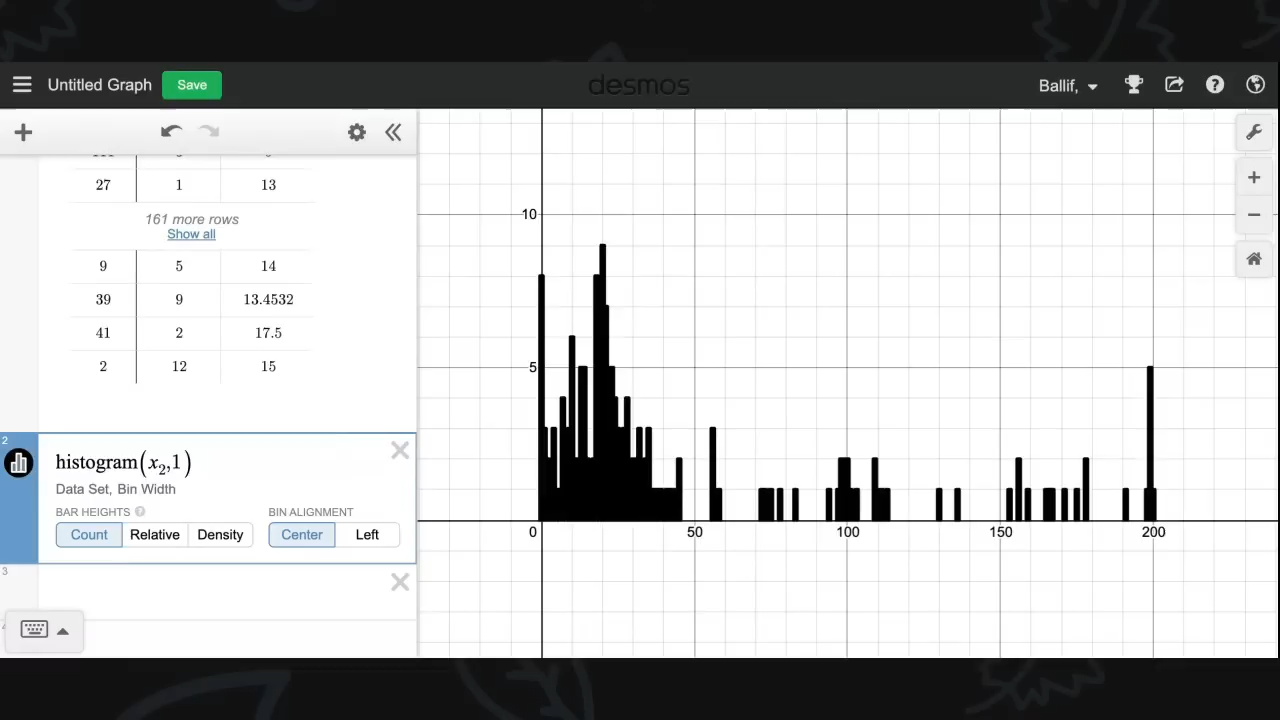 Untitled Graph Save desmos Ballif,
27 1 13
161 more rows
Show all
9 5 14
39 9 13.4532
41 2 17.5
2 12 15
2
histogram(x₂,1)
Data Set, Bin Width
BAR HEIGHTS ? BIN ALIGNMENT
Count Relative Density Center Left
3
10
5
0 50 100 150 200